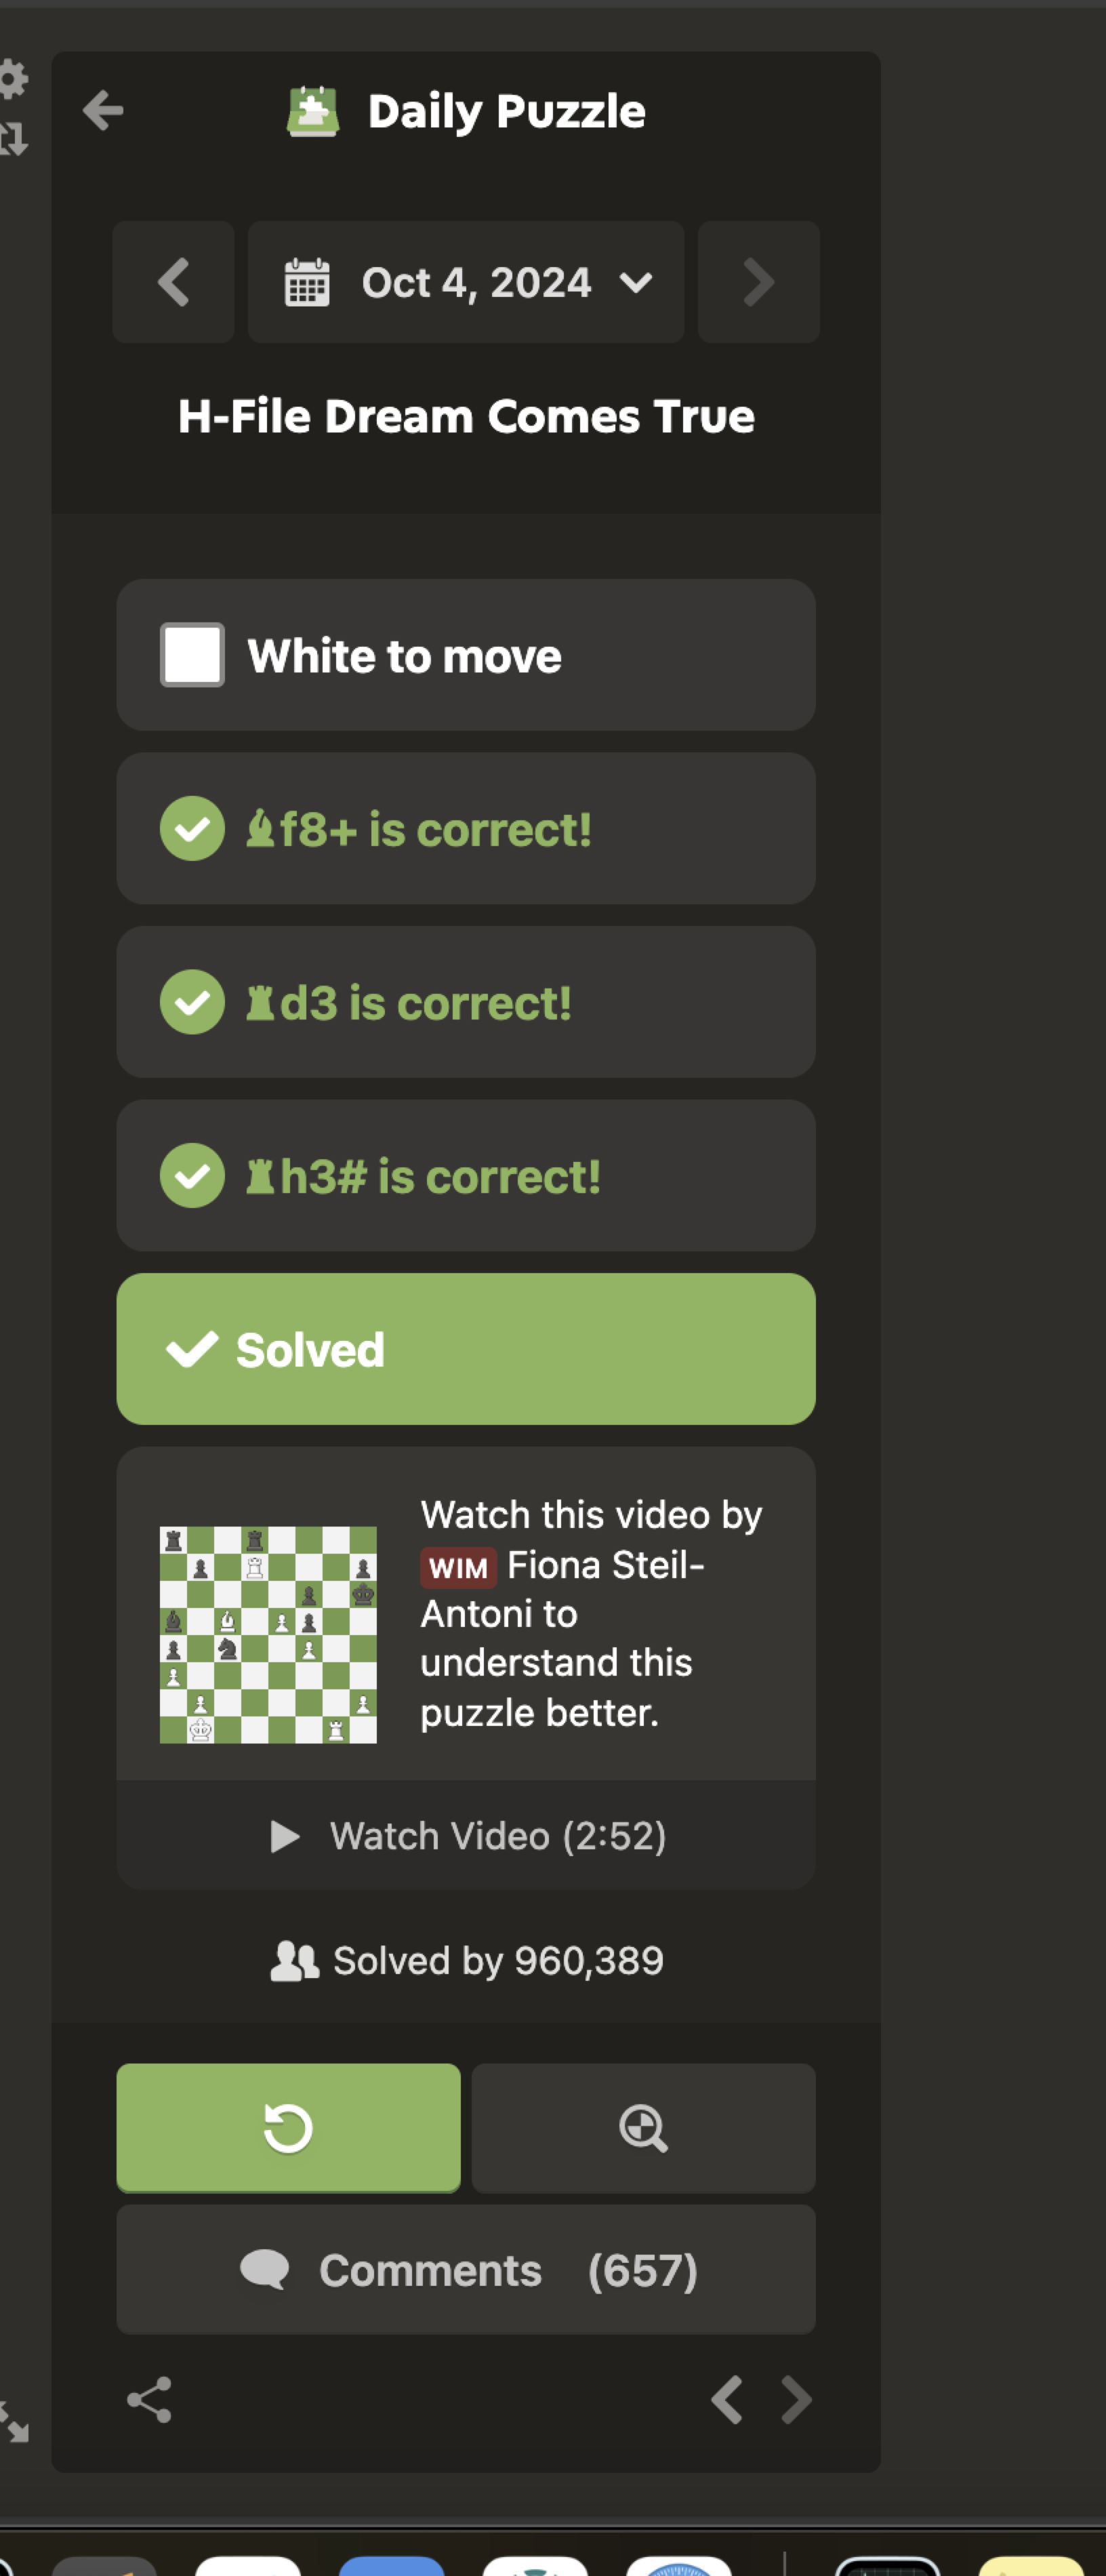 Daily Puzzle
Oct 4, 2024
H-File Dream Comes True
White to move
♝f8+ is correct!
♜d3 is correct!
♜h3# is correct!
Solved
Watch this video by
WIM Fiona Steil-
Antoni to
understand this
puzzle better.
Watch Video (2:52)
Solved by 960,389
Comments (657)